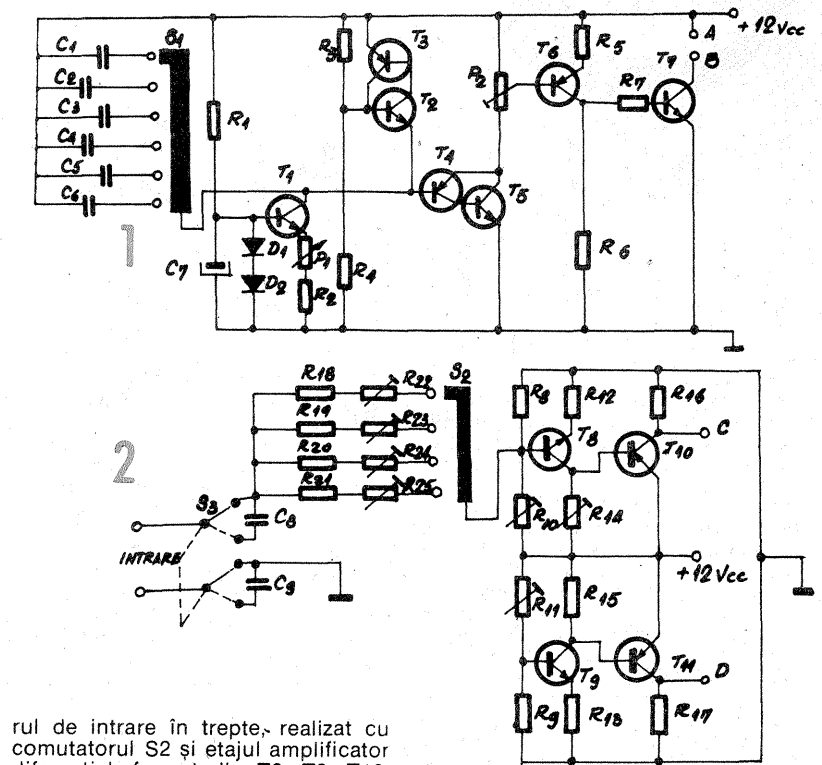 S1
T3
+12Vcc
C1
R3
R5
A
T6
B
C2
T7
P2
R7
C3
T2
R1
C4
T4
C5
T1
T5
C6
1
D1
P1
R4
R6
C7
D2
R2
R18
R22
S2
R8
R12
R16
R19
R23
C
T8
2
R20
R24
T10
R21
R25
S3
C8
R10
R14
INTRARE
+12Vcc
C9
R11
R15
T11
D
T9
R9
R13
R17
rul de intrare în trepte, realizat cu
comutatorul S2 și etajul amplificator